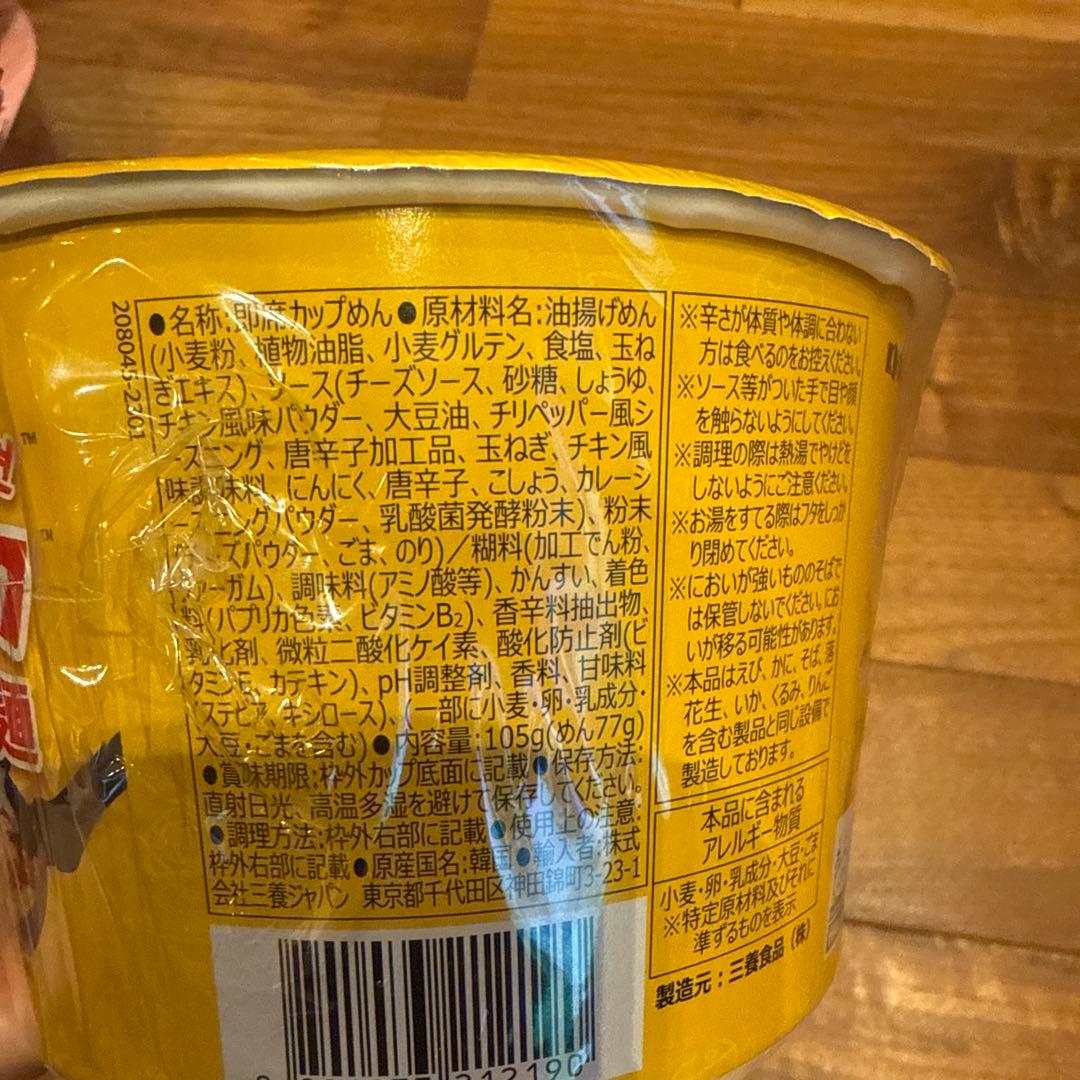 208045-2201
●名称:即席カップめん●原材料名:油揚げめん
(小麦粉、植物油脂、小麦グルテン、食塩、玉ね
ぎエキス)、ソース(チーズソース、砂糖、しょうゆ、
チキン風味パウダー、大豆油、チリペッパー風シ
ーズニング、唐辛子加工品、玉ねぎ、チキン風
味調味料、にんにく、唐辛子、こしょう、カレーシ
ーズニングパウダー、乳酸菌発酵粉末)、粉末
ーズパウダー、ごま、のり)/糊料(加工でん粉、
ーガム)、調味料(アミノ酸等)、かんすい、着色
料(パプリカ色素、ビタミンB₂)、香辛料抽出物、
乳化剤、微粒二酸化ケイ素、酸化防止剤(ビ
タミンE、カテキン)、pH調整剤、香料、甘味料
(ステビア、キシロース)、(一部に小麦・卵・乳成分・
大豆・ごまを含む)●内容量:105g(めん77g)
●賞味期限:枠外カップ底面に記載●保存方法:
直射日光、高温多湿を避けて保存してください。
●調理方法:枠外右部に記載●使用上の注意:
枠外右部に記載●原産国名:韓国●輸入者:株式
会社三養ジャパン 東京都千代田区神田錦町3-23-1
※辛さが体質や体調に合わない
方は食べるのをお控えください。
※ソース等がついた手で目や顔
を触らないようにしてください。
※調理の際は熱湯でやけどを
しないようにご注意ください。
※お湯をすてる際はフタをしっか
り閉めてください。
※においが強いもののそばで
は保管しないでください。にお
いが移る可能性があります。
※本品はえび、かに、そば、落
花生、いか、くるみ、りんご
を含む製品と同じ設備で
製造しております。
本品に含まれる
アレルギー物質
小麦・卵・乳成分・大豆・ごま
※特定原材料及びそれに
準ずるものを表示
製造元:三養食品(株)
212190
TM
TM
麺